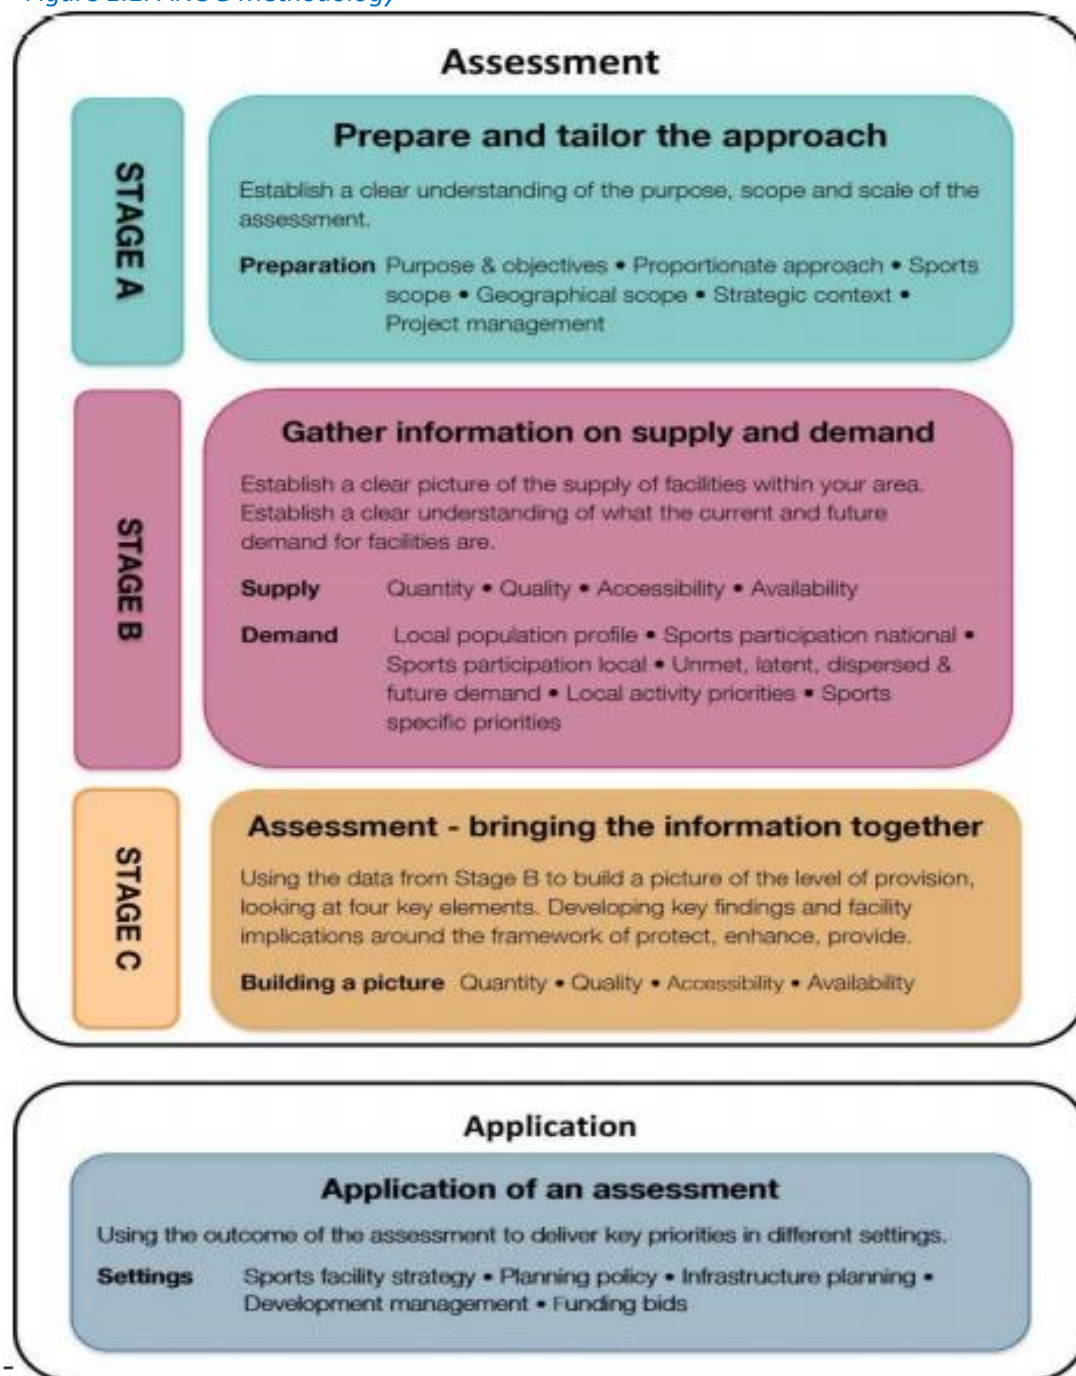 Assessment
STAGE A
Prepare and tailor the approach
Establish a clear understanding of the purpose, scope and scale of the
assessment.
Preparation Purpose & objectives • Proportionate approach • Sports
scope • Geographical scope • Strategic context •
Project management
STAGE B
Gather information on supply and demand
Establish a clear picture of the supply of facilities within your area.
Establish a clear understanding of what the current and future
demand for facilities are.
Supply Quantity • Quality • Accessibility • Availability
Demand Local population profile • Sports participation national •
Sports participation local • Unmet, latent, dispersed &
future demand • Local activity priorities • Sports
specific priorities
STAGE C
Assessment - bringing the information together
Using the data from Stage B to build a picture of the level of provision,
looking at four key elements. Developing key findings and facility
implications around the framework of protect, enhance, provide.
Building a picture Quantity • Quality • Accessibility • Availability
Application
Application of an assessment
Using the outcome of the assessment to deliver key priorities in different settings.
Settings Sports facility strategy • Planning policy • Infrastructure planning •
Development management • Funding bids
-